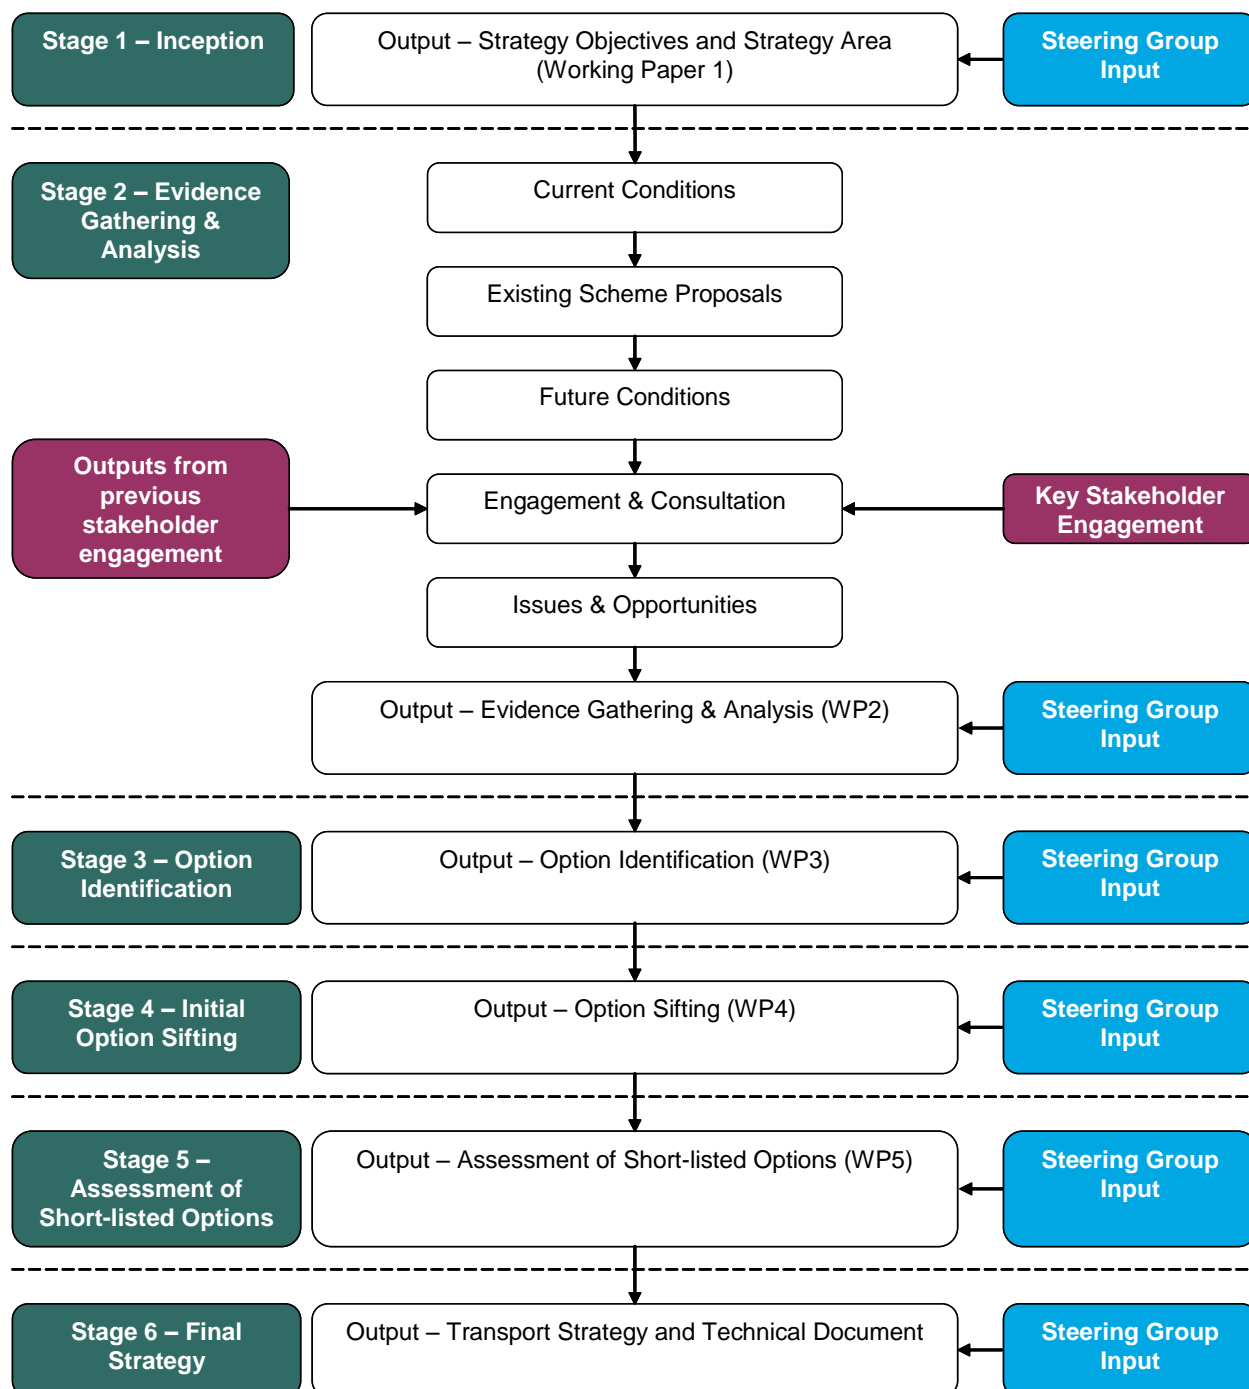 Stage 1 – Inception
Output – Strategy Objectives and Strategy Area
(Working Paper 1)
Steering Group
Input
Stage 2 – Evidence
Gathering &
Analysis
Current Conditions
Existing Scheme Proposals
Future Conditions
Outputs from
previous
stakeholder
engagement
Engagement & Consultation
Key Stakeholder
Engagement
Issues & Opportunities
Output – Evidence Gathering & Analysis (WP2)
Steering Group
Input
Stage 3 – Option
Identification
Output – Option Identification (WP3)
Steering Group
Input
Stage 4 – Initial
Option Sifting
Output – Option Sifting (WP4)
Steering Group
Input
Stage 5 –
Assessment of
Short-listed Options
Output – Assessment of Short-listed Options (WP5)
Steering Group
Input
Stage 6 – Final
Strategy
Output – Transport Strategy and Technical Document
Steering Group
Input